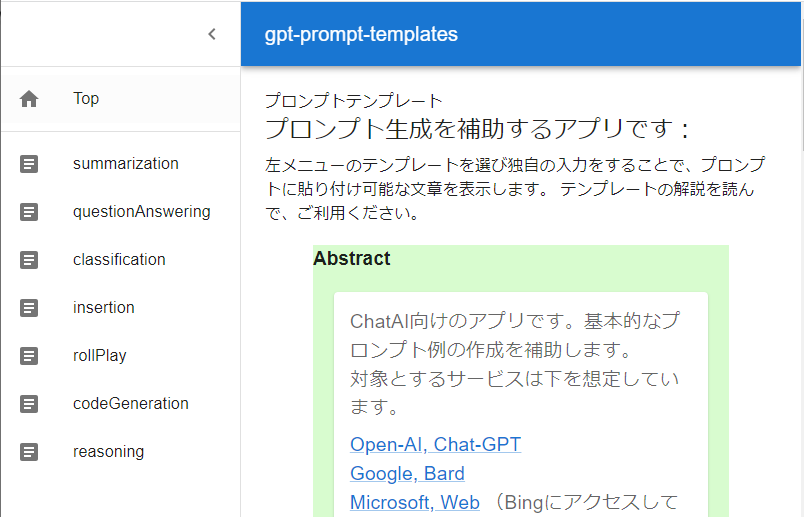 gpt-prompt-templates
Top
summarization
questionAnswering
classification
insertion
rollPlay
codeGeneration
reasoning
プロンプトテンプレート
プロンプト生成を補助するアプリです：
左メニューのテンプレートを選び独自の入力をすることで、プロンプ
トに貼り付け可能な文章を表示します。 テンプレートの解説を読ん
で、ご利用ください。
Abstract
ChatAI向けのアプリです。基本的なプ
ロンプト例の作成を補助します。
対象とするサービスは下を想定してい
ます。
Open-AI, Chat-GPT
Google, Bard
Microsoft, Web （Bingにアクセスして